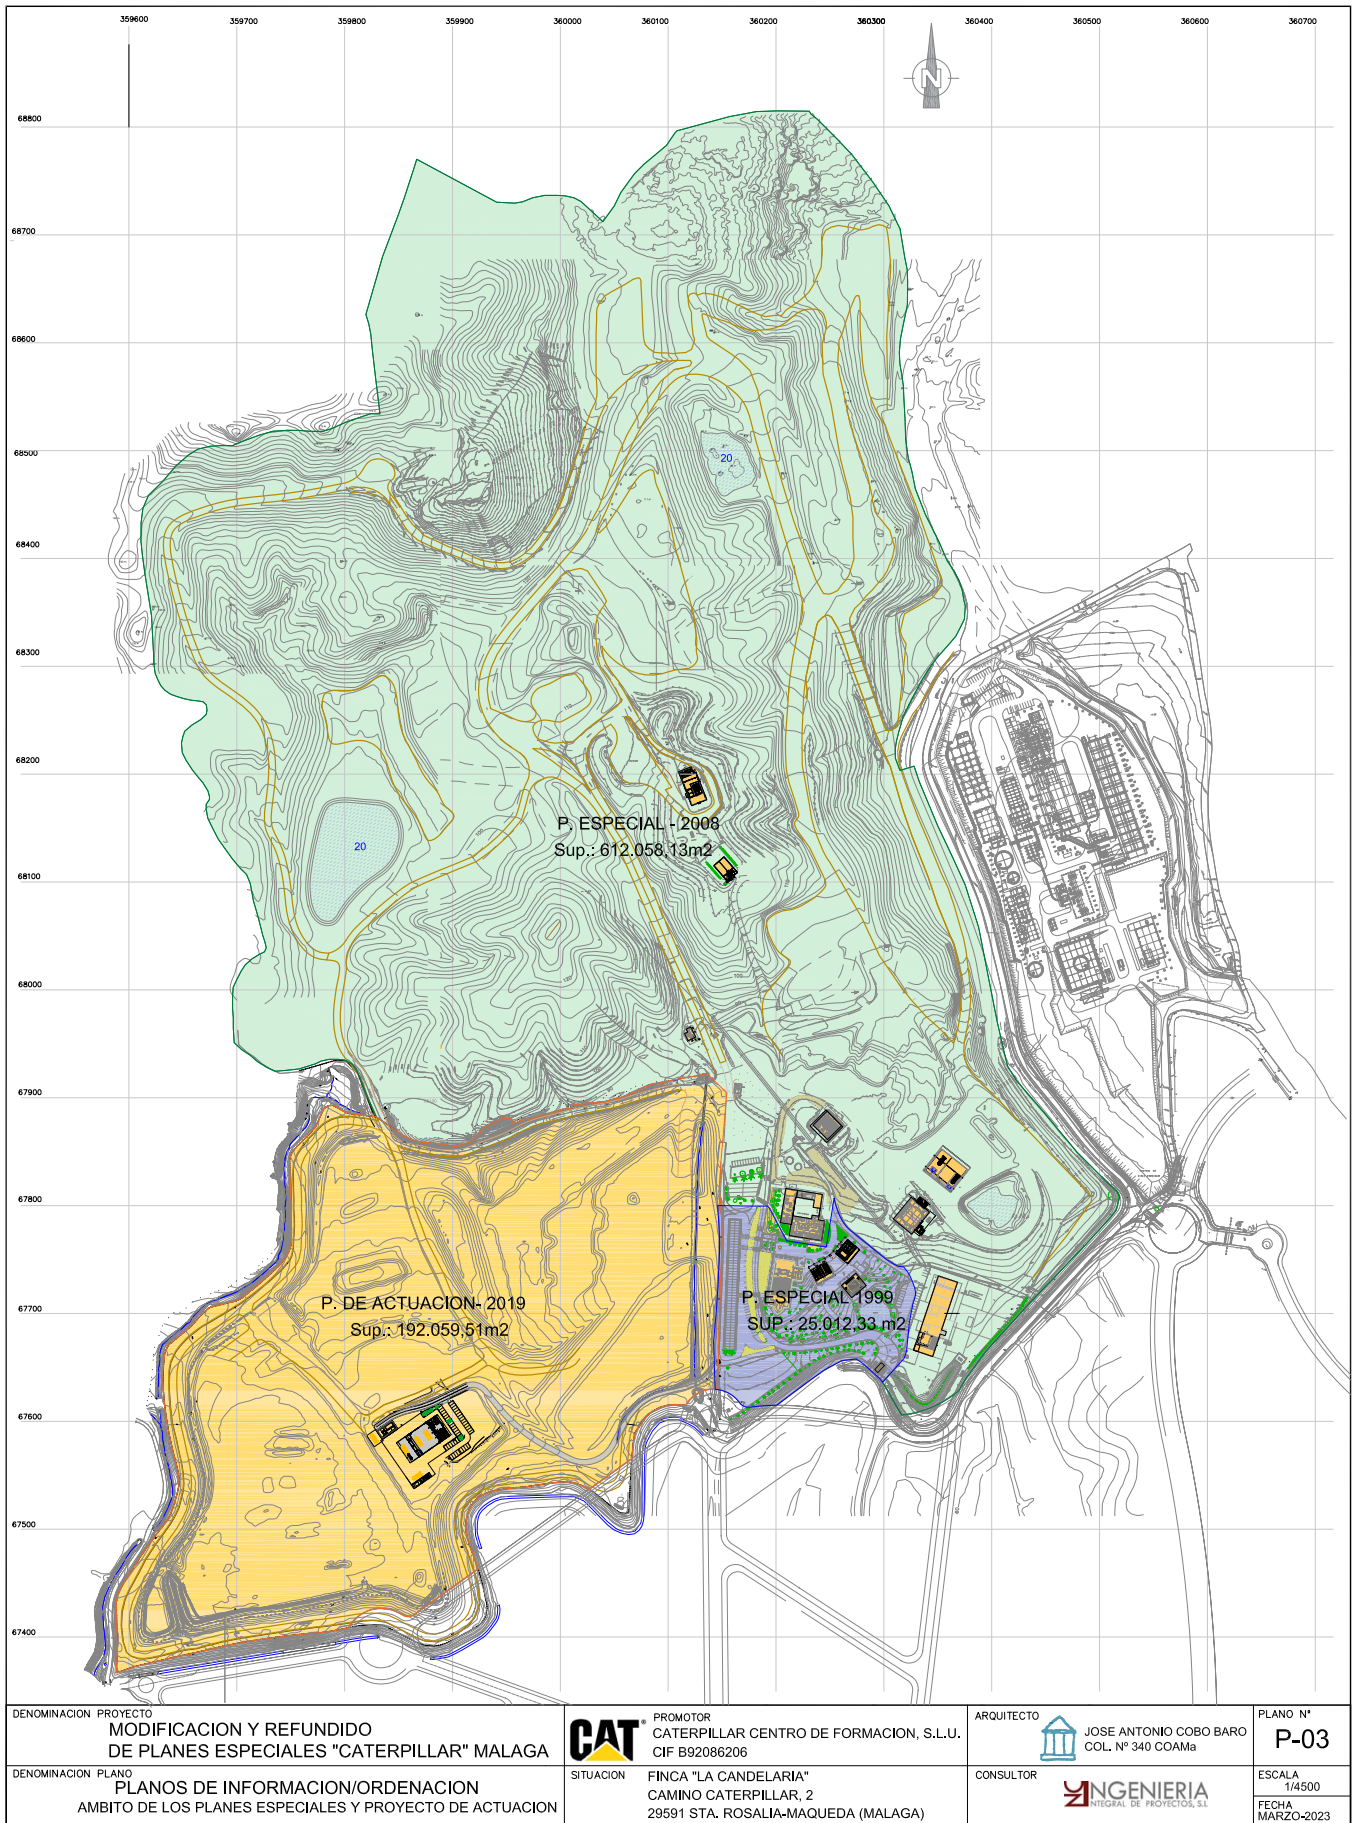 359600 359700 359800 359900 360000 360100 360200 360300 360400 360500 360600 360700
N
68800
68700
68600
68500
68400
68300
68200
68100
68000
67900
67800
67700
67600
67500
67400
20
20
P. ESPECIAL - 2008
Sup.: 612.058,13m2
P. DE ACTUACION- 2019
Sup.: 192.059,51m2
P. ESPECIAL 1999
SUP.: 25.012,33 m2
DENOMINACION PROYECTO
MODIFICACION Y REFUNDIDO
DE PLANES ESPECIALES "CATERPILLAR" MALAGA
DENOMINACION PLANO
PLANOS DE INFORMACION/ORDENACION
AMBITO DE LOS PLANES ESPECIALES Y PROYECTO DE ACTUACION
CAT
PROMOTOR
CATERPILLAR CENTRO DE FORMACION, S.L.U.
CIF B92086206
SITUACION
FINCA "LA CANDELARIA"
CAMINO CATERPILLAR, 2
29591 STA. ROSALIA-MAQUEDA (MALAGA)
ARQUITECTO
JOSE ANTONIO COBO BARO
COL. Nº 340 COAMa
CONSULTOR
INGENIERIA
INTEGRAL DE PROYECTOS, S.L
PLANO Nº
P-03
ESCALA
1/4500
FECHA
MARZO-2023